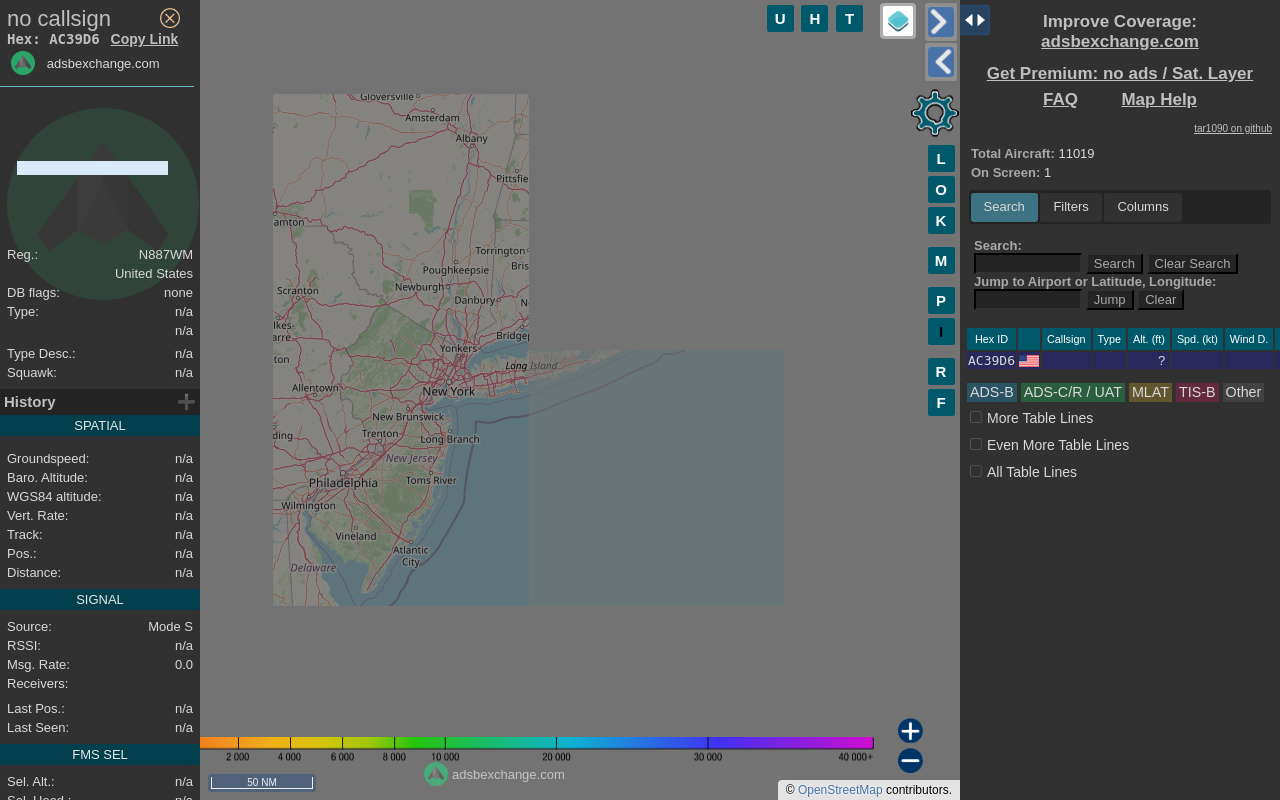 no callsign
Hex: AC39D6 Copy Link
adsbexchange.com
Reg.: N887WM
United States
DB flags: none
Type: n/a
n/a
Type Desc.: n/a
Squawk: n/a
History
SPATIAL
Groundspeed: n/a
Baro. Altitude: n/a
WGS84 altitude: n/a
Vert. Rate: n/a
Track: n/a
Pos.: n/a
Distance: n/a
SIGNAL
Source: Mode S
RSSI: n/a
Msg. Rate: 0.0
Receivers:
Last Pos.: n/a
Last Seen: n/a
FMS SEL
Sel. Alt.: n/a
U H T
L
O
K
M
P
I
R
F
Gloversville
Amsterdam
Albany
Pittsfie
amton
Torrington
Poughkeepsie
Bris
Newburgh
Scranton
Danbury
N
lkes-
arre
Bridgep
Yonkers
ton
Long Island
Allentown
New York
New Brunswick
ding
Trenton
Long Branch
New Jersey
Philadelphia
Toms River
Wilmington
Vineland
Atlantic
City
Delaware
2 000 4 000 6 000 8 000 10 000 20 000 30 000 40 000+
adsbexchange.com
50 NM
© OpenStreetMap contributors.
Improve Coverage:
adsbexchange.com
Get Premium: no ads / Sat. Layer
FAQ Map Help
tar1090 on github
Total Aircraft: 11019
On Screen: 1
Search Filters Columns
Search:
Search Clear Search
Jump to Airport or Latitude, Longitude:
Jump Clear
Hex ID Callsign Type Alt. (ft) Spd. (kt) Wind D.
AC39D6 ?
ADS-B ADS-C/R / UAT MLAT TIS-B Other
More Table Lines
Even More Table Lines
All Table Lines